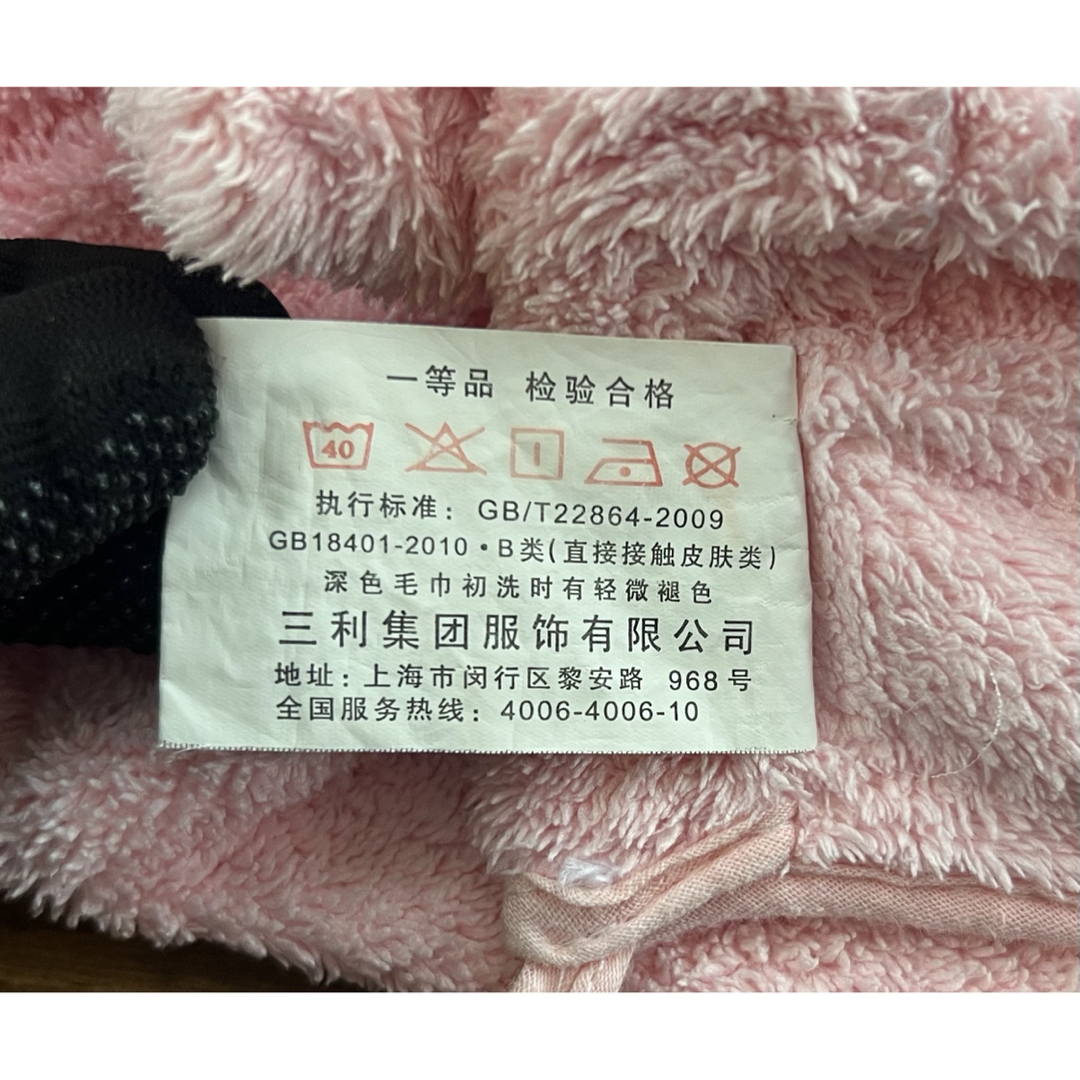 一等品 检验合格
40
执行标准：GB/T22864-2009
GB18401-2010·B类(直接接触皮肤类)
深色毛巾初洗时有轻微褪色
三利集团服饰有限公司
地址：上海市闵行区黎安路 968号
全国服务热线：4006-4006-10